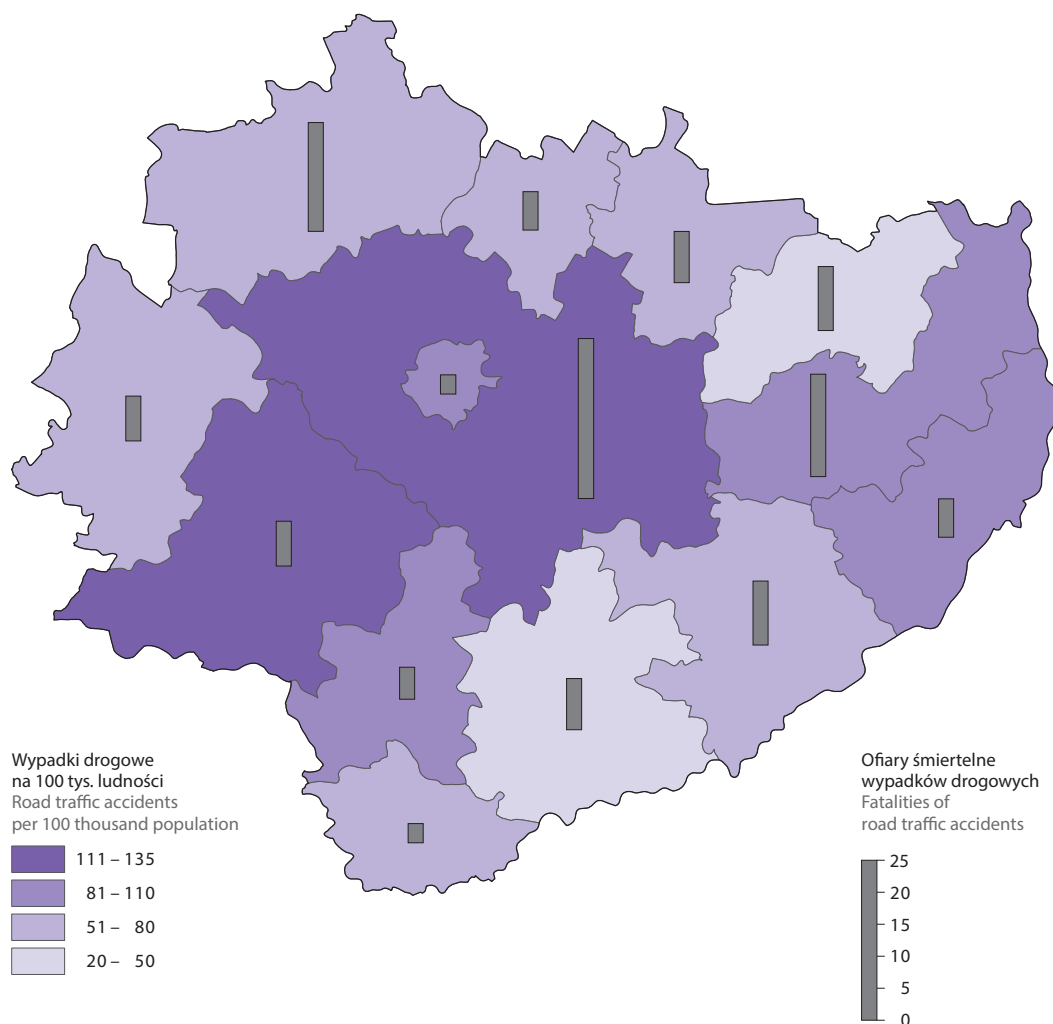 Wypadki drogowe
na 100 tys. ludności
Road traffic accidents
per 100 thousand population
111 – 135
81 – 110
51 – 80
20 – 50
Ofiary śmiertelne
wypadków drogowych
Fatalities of
road traffic accidents
25
20
15
10
5
0